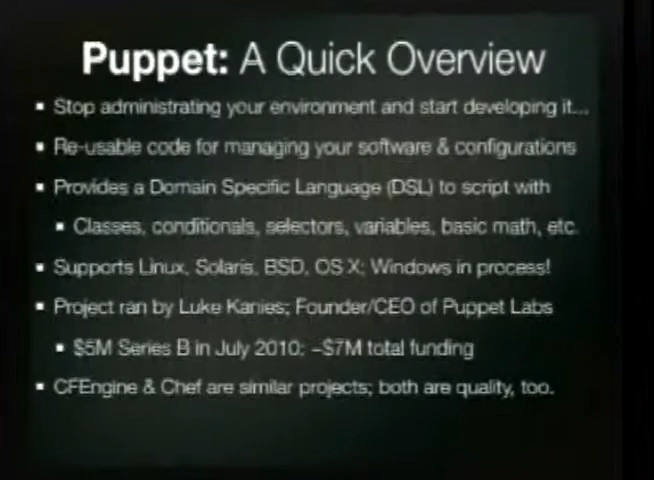 Puppet: A Quick Overview
▪ Stop administrating your environment and start developing it...
▪ Re-usable code for managing your software & configurations
▪ Provides a Domain Specific Language (DSL) to script with
▪ Classes, conditionals, selectors, variables, basic math, etc.
▪ Supports Linux, Solaris, BSD, OS X; Windows in process!
▪ Project ran by Luke Kanies; Founder/CEO of Puppet Labs
▪ $5M Series B in July 2010; ~$7M total funding
▪ CFEngine & Chef are similar projects; both are quality, too.